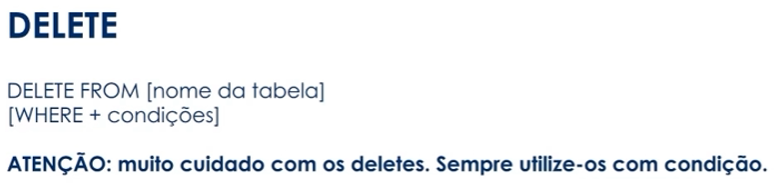 DELETE
DELETE FROM [nome da tabela]
[WHERE + condições]
ATENÇÃO: muito cuidado com os deletes. Sempre utilize-os com condição.